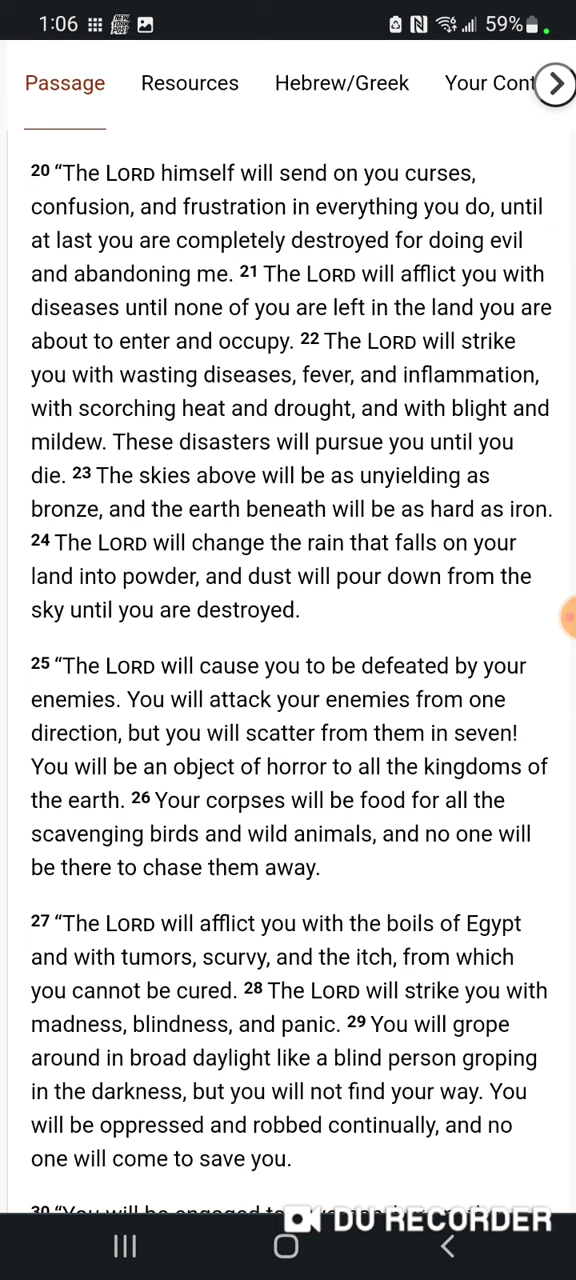 1:06
NEW YORK POST
59%
Passage Resources Hebrew/Greek Your Cont
20 “The LORD himself will send on you curses,
confusion, and frustration in everything you do, until
at last you are completely destroyed for doing evil
and abandoning me. 21 The LORD will afflict you with
diseases until none of you are left in the land you are
about to enter and occupy. 22 The LORD will strike
you with wasting diseases, fever, and inflammation,
with scorching heat and drought, and with blight and
mildew. These disasters will pursue you until you
die. 23 The skies above will be as unyielding as
bronze, and the earth beneath will be as hard as iron.
24 The LORD will change the rain that falls on your
land into powder, and dust will pour down from the
sky until you are destroyed.
25 “The LORD will cause you to be defeated by your
enemies. You will attack your enemies from one
direction, but you will scatter from them in seven!
You will be an object of horror to all the kingdoms of
the earth. 26 Your corpses will be food for all the
scavenging birds and wild animals, and no one will
be there to chase them away.
27 “The LORD will afflict you with the boils of Egypt
and with tumors, scurvy, and the itch, from which
you cannot be cured. 28 The LORD will strike you with
madness, blindness, and panic. 29 You will grope
around in broad daylight like a blind person groping
in the darkness, but you will not find your way. You
will be oppressed and robbed continually, and no
one will come to save you.
30 “You will be engaged to
DU RECORDER